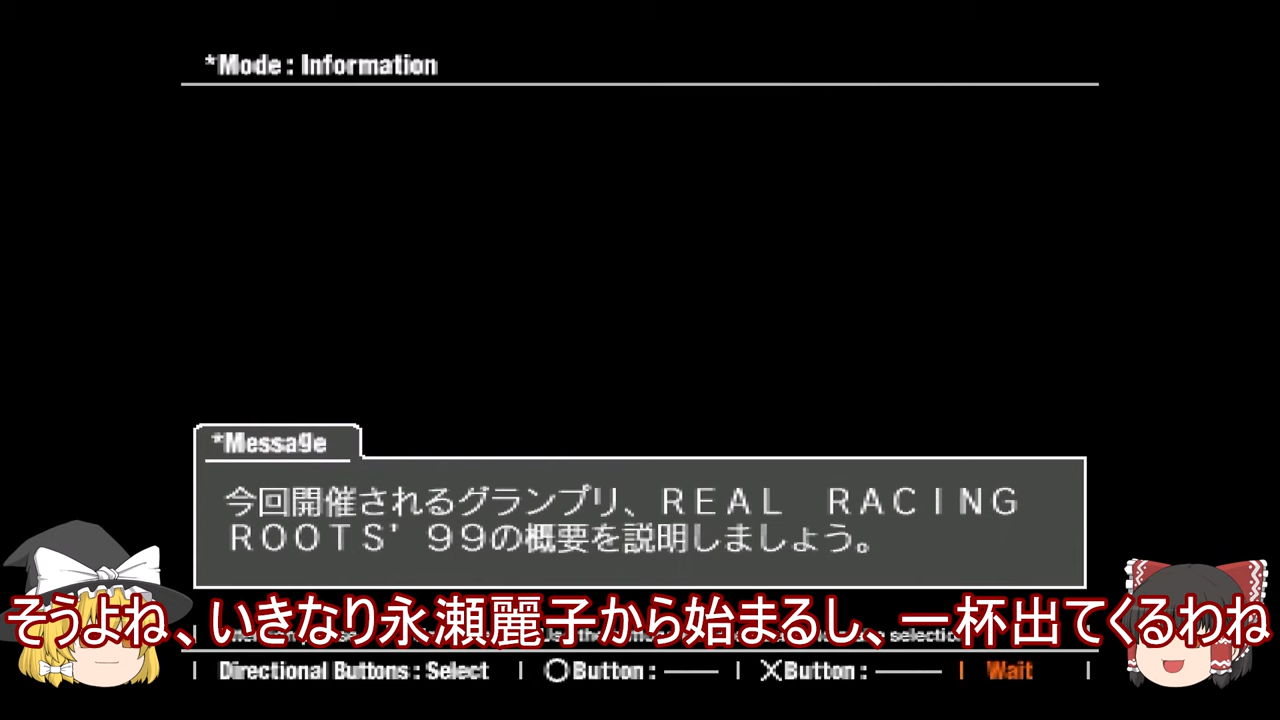 *Mode : Information
*Message
今回開催されるグランプリ、ＲＥＡＬ　ＲＡＣＩＮＧ
ＲＯＯＴＳ’９９の概要を説明しましょう。
そうよね、いきなり永瀬麗子から始まるし、一杯出てくるわね
Directional Buttons : Select | ○Button : —— | ×Button : —— | Wait |